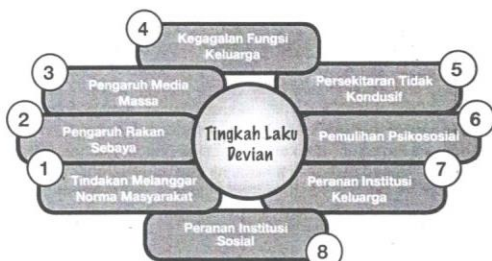 4
Kegagalan Fungsi
Keluarga
3
Pengaruh Media
Massa
5
Persekitaran Tidak
Kondusif
2
Pengaruh Rakan
Sebaya
Tingkah Laku
Devian
6
Pemulihan Psikososial
1
Tindakan Melanggar
Norma Masyarakat
7
Peranan Institusi
Keluarga
Peranan Institusi
Sosial
8